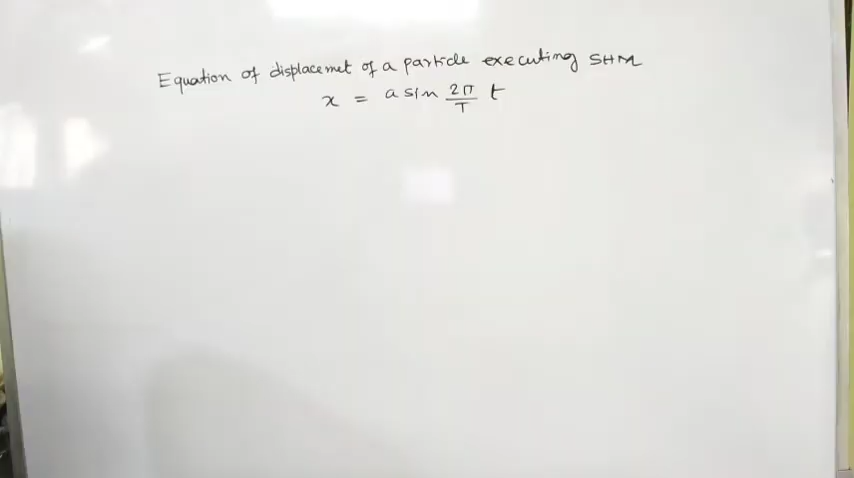 Equation of displacemet of a particle executing SHM
x = a sin 2π/T t